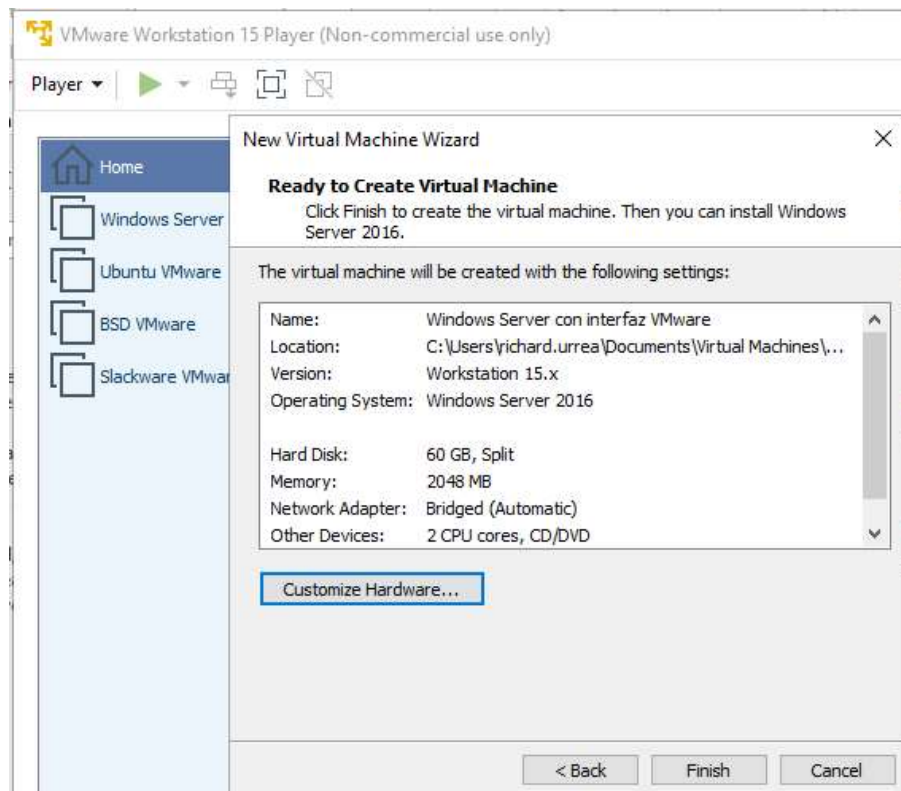 VMware Workstation 15 Player (Non-commercial use only)
Player
New Virtual Machine Wizard
Home
Ready to Create Virtual Machine
Click Finish to create the virtual machine. Then you can install Windows
Server 2016.
Windows Server
Ubuntu VMware
BSD VMware
Slackware VMwar
The virtual machine will be created with the following settings:
Name: Windows Server con interfaz VMware
Location: C:\Users\richard.urrea\Documents\Virtual Machines\...
Version: Workstation 15.x
Operating System: Windows Server 2016
Hard Disk: 60 GB, Split
Memory: 2048 MB
Network Adapter: Bridged (Automatic)
Other Devices: 2 CPU cores, CD/DVD
Customize Hardware...
< Back Finish Cancel